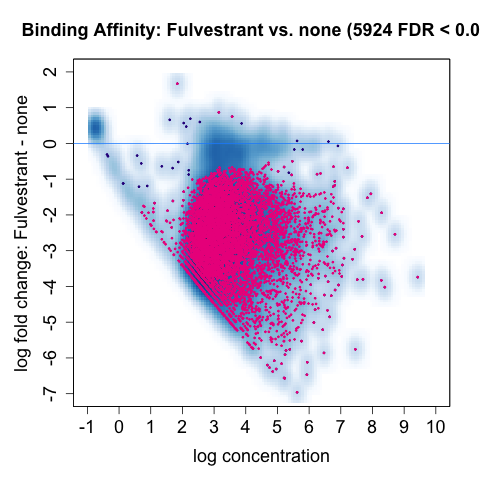 Binding Affinity: Fulvestrant vs. none (5924 FDR < 0.0
log fold change: Fulvestrant - none
2
1
0
-1
-2
-3
-4
-5
-6
-7
-1 0 1 2 3 4 5 6 7 8 9 10
log concentration